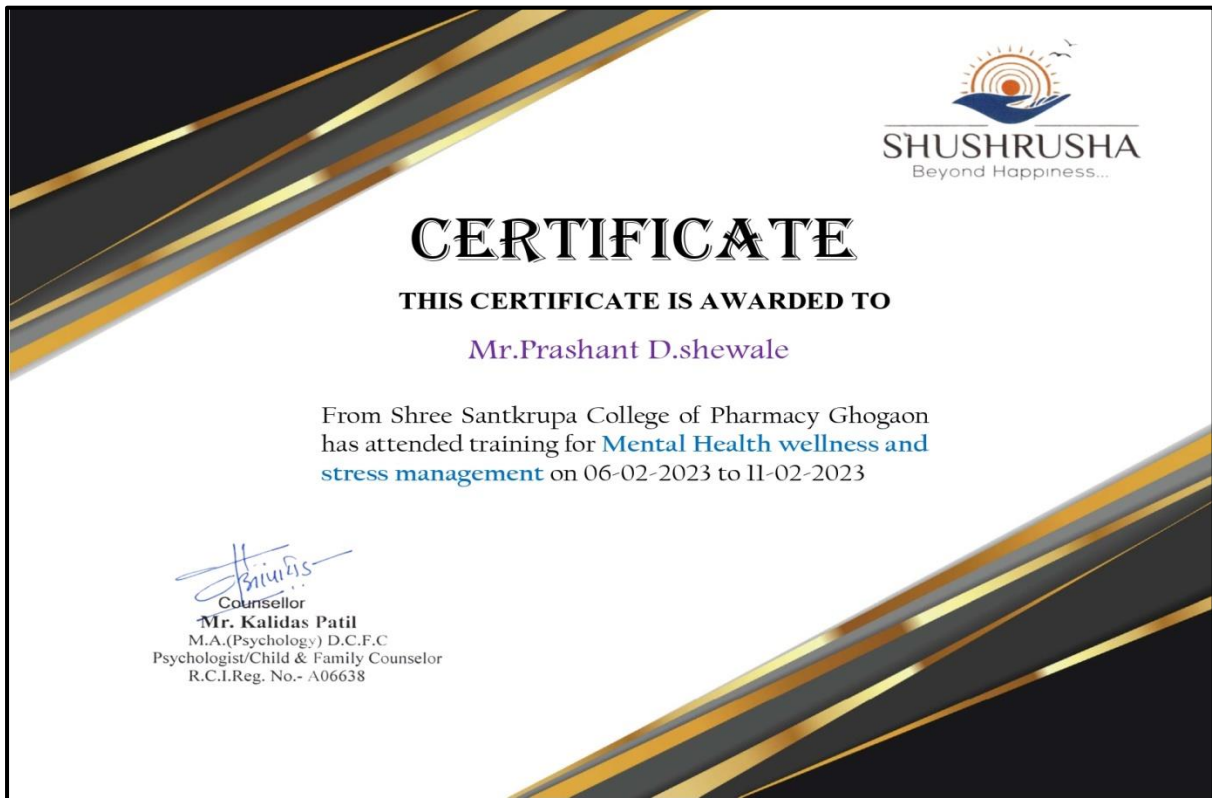 SHUSHRUSHA
Beyond Happiness...
CERTIFICATE
THIS CERTIFICATE IS AWARDED TO
Mr.Prashant D.shewale
From Shree Santkrupa College of Pharmacy Ghogaon
has attended training for Mental Health wellness and
stress management on 06-02-2023 to 11-02-2023
Counsellor
Mr. Kalidas Patil
M.A.(Psychology) D.C.F.C
Psychologist/Child & Family Counselor
R.C.I.Reg. No.- A06638